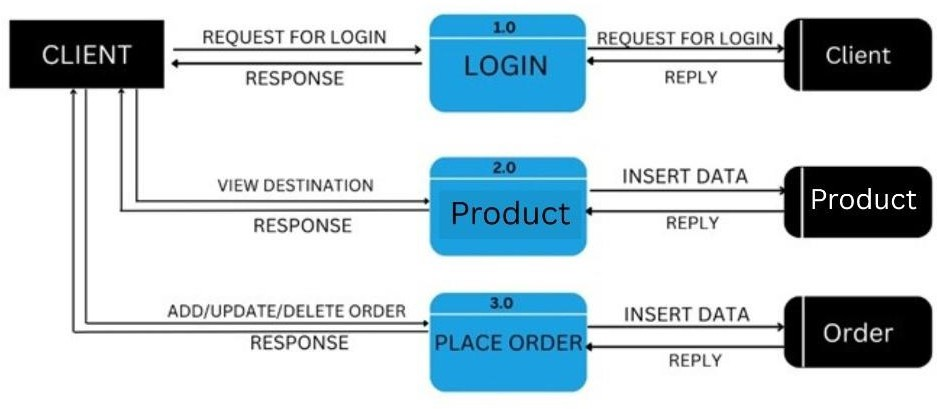 CLIENT
REQUEST FOR LOGIN
RESPONSE
1.0
LOGIN
REQUEST FOR LOGIN
REPLY
Client
VIEW DESTINATION
RESPONSE
2.0
Product
INSERT DATA
REPLY
Product
ADD/UPDATE/DELETE ORDER
RESPONSE
3.0
PLACE ORDER
INSERT DATA
REPLY
Order